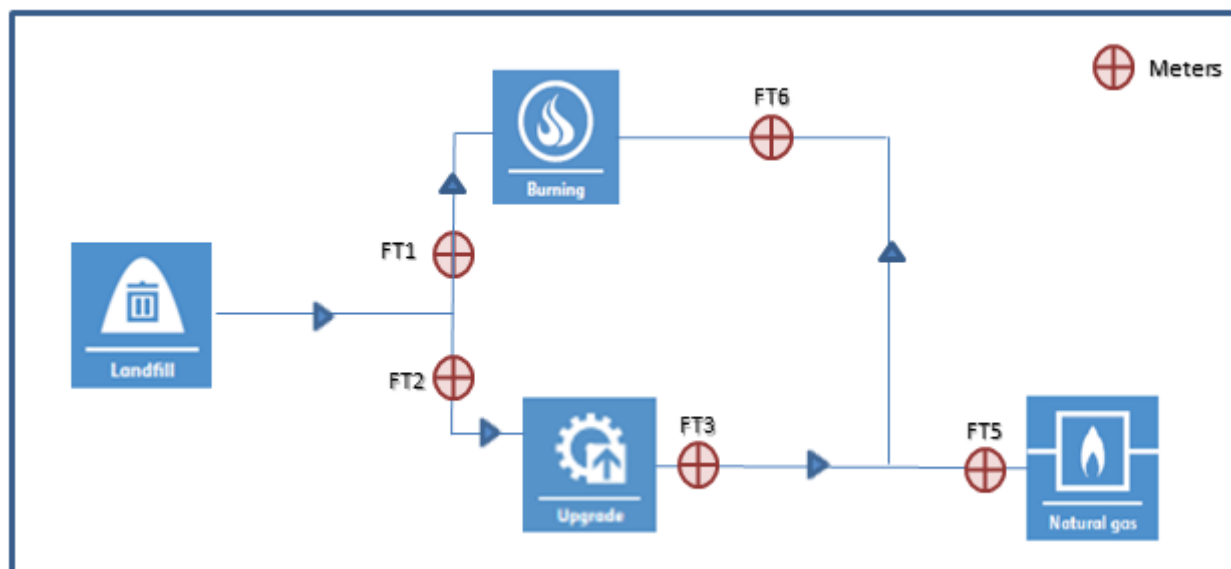 Meters
FT6
Burning
FT1
Landfill
FT2
FT3
FT5
Upgrade
Natural gas